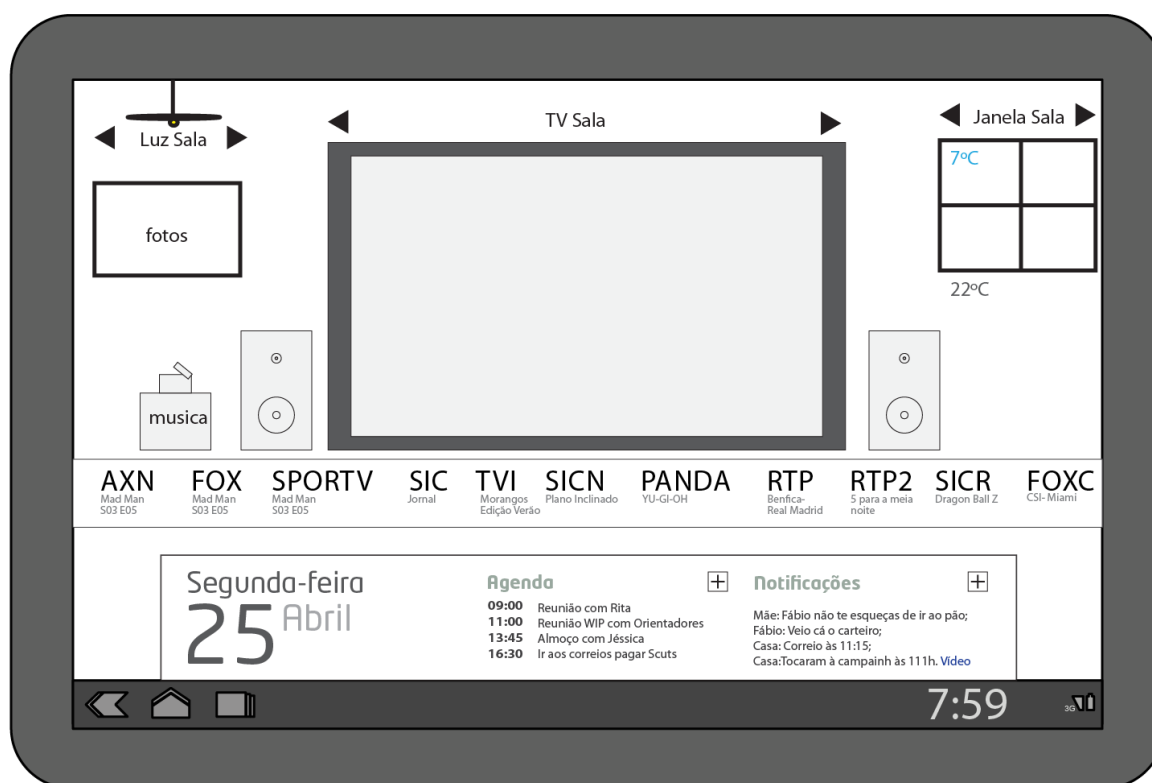 Luz Sala
TV Sala
Janela Sala
7ºC
fotos
22ºC
musica
AXN
Mad Man
S03 E05
FOX
Mad Man
S03 E05
SPORTV
Mad Man
S03 E05
SIC
Jornal
TVI
Morangos
Edição Verão
SICN
Plano Inclinado
PANDA
YU-GI-OH
RTP
Benfica-
Real Madrid
RTP2
5 para a meia
noite
SICR
Dragon Ball Z
FOXC
CSI- Miami
Segunda-feira
25 Abril
Agenda
09:00 Reunião com Rita
11:00 Reunião WIP com Orientadores
13:45 Almoço com Jéssica
16:30 Ir aos correios pagar Scuts
Notificações
Mãe: Fábio não te esqueças de ir ao pão;
Fábio: Veio cá o carteiro;
Casa: Correio às 11:15;
Casa:Tocaram à campainh às 111h. Vídeo
7:59
3G